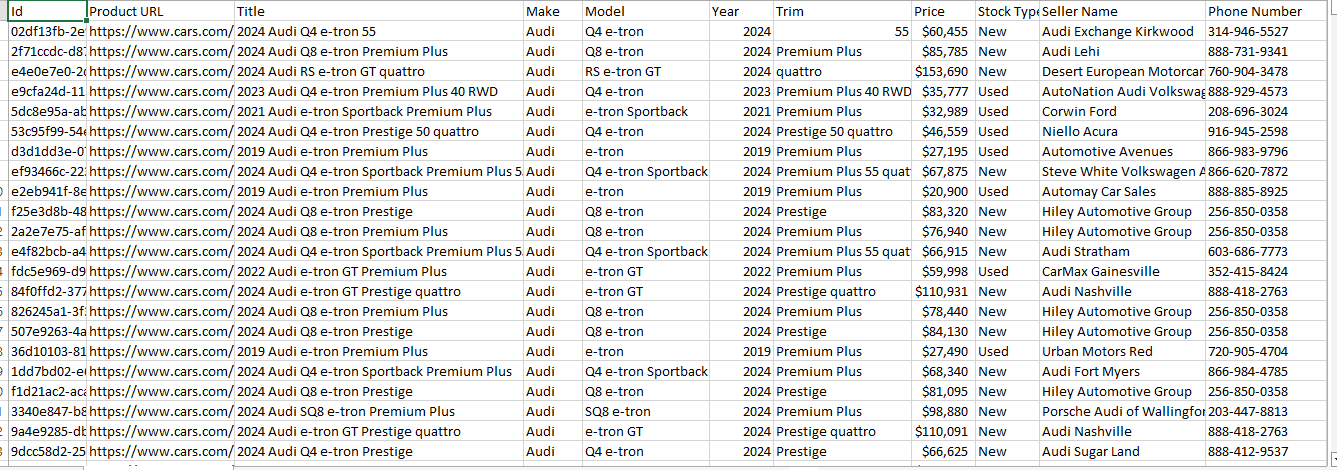 Id Product URL Title Make Model Year Trim Price Stock Type Seller Name Phone Number
02df13fb-2e https://www.cars.com/ 2024 Audi Q4 e-tron 55 Audi Q4 e-tron 2024 55 $60,455 New Audi Exchange Kirkwood 314-946-5527
2f71ccdc-d87 https://www.cars.com/ 2024 Audi Q8 e-tron Premium Plus Audi Q8 e-tron 2024 Premium Plus $85,785 New Audi Lehi 888-731-9341
e4e0e7e0-2 https://www.cars.com/ 2024 Audi RS e-tron GT quattro Audi RS e-tron GT 2024 quattro $153,690 New Desert European Motorcar 760-904-3478
e9cfa24d-11 https://www.cars.com/ 2023 Audi Q4 e-tron Premium Plus 40 RWD Audi Q4 e-tron 2023 Premium Plus 40 RWD $35,777 Used AutoNation Audi Volkswag 888-929-4573
5dc8e95a-ab https://www.cars.com/ 2021 Audi e-tron Sportback Premium Plus Audi e-tron Sportback 2021 Premium Plus $32,989 Used Corwin Ford 208-696-3024
53c95f99-54e https://www.cars.com/ 2024 Audi Q4 e-tron Prestige 50 quattro Audi Q4 e-tron 2024 Prestige 50 quattro $46,559 Used Niello Acura 916-945-2598
d3d1dd3e-0 https://www.cars.com/ 2019 Audi e-tron Premium Plus Audi e-tron 2019 Premium Plus $27,195 Used Automotive Avenues 866-983-9796
ef93466c-22 https://www.cars.com/ 2024 Audi Q4 e-tron Sportback Premium Plus 5 Audi Q4 e-tron Sportback 2024 Premium Plus 55 quat $67,875 New Steve White Volkswagen A 866-620-7872
e2eb941f-8e https://www.cars.com/ 2019 Audi e-tron Premium Plus Audi e-tron 2019 Premium Plus $20,900 Used Automay Car Sales 888-885-8925
f25e3d8b-48 https://www.cars.com/ 2024 Audi Q8 e-tron Prestige Audi Q8 e-tron 2024 Prestige $83,320 New Hiley Automotive Group 256-850-0358
2a2e7e75-af https://www.cars.com/ 2024 Audi Q8 e-tron Premium Plus Audi Q8 e-tron 2024 Premium Plus $76,940 New Hiley Automotive Group 256-850-0358
e4f82bcb-a4 https://www.cars.com/ 2024 Audi Q4 e-tron Sportback Premium Plus 5 Audi Q4 e-tron Sportback 2024 Premium Plus 55 quat $66,915 New Audi Stratham 603-686-7773
fdc5e969-d9 https://www.cars.com/ 2022 Audi e-tron GT Premium Plus Audi e-tron GT 2022 Premium Plus $59,998 Used CarMax Gainesville 352-415-8424
84f0ffd2-377 https://www.cars.com/ 2024 Audi e-tron GT Prestige quattro Audi e-tron GT 2024 Prestige quattro $110,931 New Audi Nashville 888-418-2763
826245a1-3f https://www.cars.com/ 2024 Audi Q8 e-tron Premium Plus Audi Q8 e-tron 2024 Premium Plus $78,440 New Hiley Automotive Group 256-850-0358
507e9263-4a https://www.cars.com/ 2024 Audi Q8 e-tron Prestige Audi Q8 e-tron 2024 Prestige $84,130 New Hiley Automotive Group 256-850-0358
36d10103-81 https://www.cars.com/ 2019 Audi e-tron Premium Plus Audi e-tron 2019 Premium Plus $27,490 Used Urban Motors Red 720-905-4704
1dd7bd02-e https://www.cars.com/ 2024 Audi Q4 e-tron Sportback Premium Plus Audi Q4 e-tron Sportback 2024 Premium Plus $68,340 New Audi Fort Myers 866-984-4785
f1d21ac2-aca https://www.cars.com/ 2024 Audi Q8 e-tron Prestige Audi Q8 e-tron 2024 Prestige $81,095 New Hiley Automotive Group 256-850-0358
3340e847-b8 https://www.cars.com/ 2024 Audi SQ8 e-tron Premium Plus Audi SQ8 e-tron 2024 Premium Plus $98,880 New Porsche Audi of Wallingfor 203-447-8813
9a4e9285-db https://www.cars.com/ 2024 Audi e-tron GT Prestige quattro Audi e-tron GT 2024 Prestige quattro $110,091 New Audi Nashville 888-418-2763
9dcc58d2-25 https://www.cars.com/ 2024 Audi Q4 e-tron Prestige Audi Q4 e-tron 2024 Prestige $66,625 New Audi Sugar Land 888-412-9537